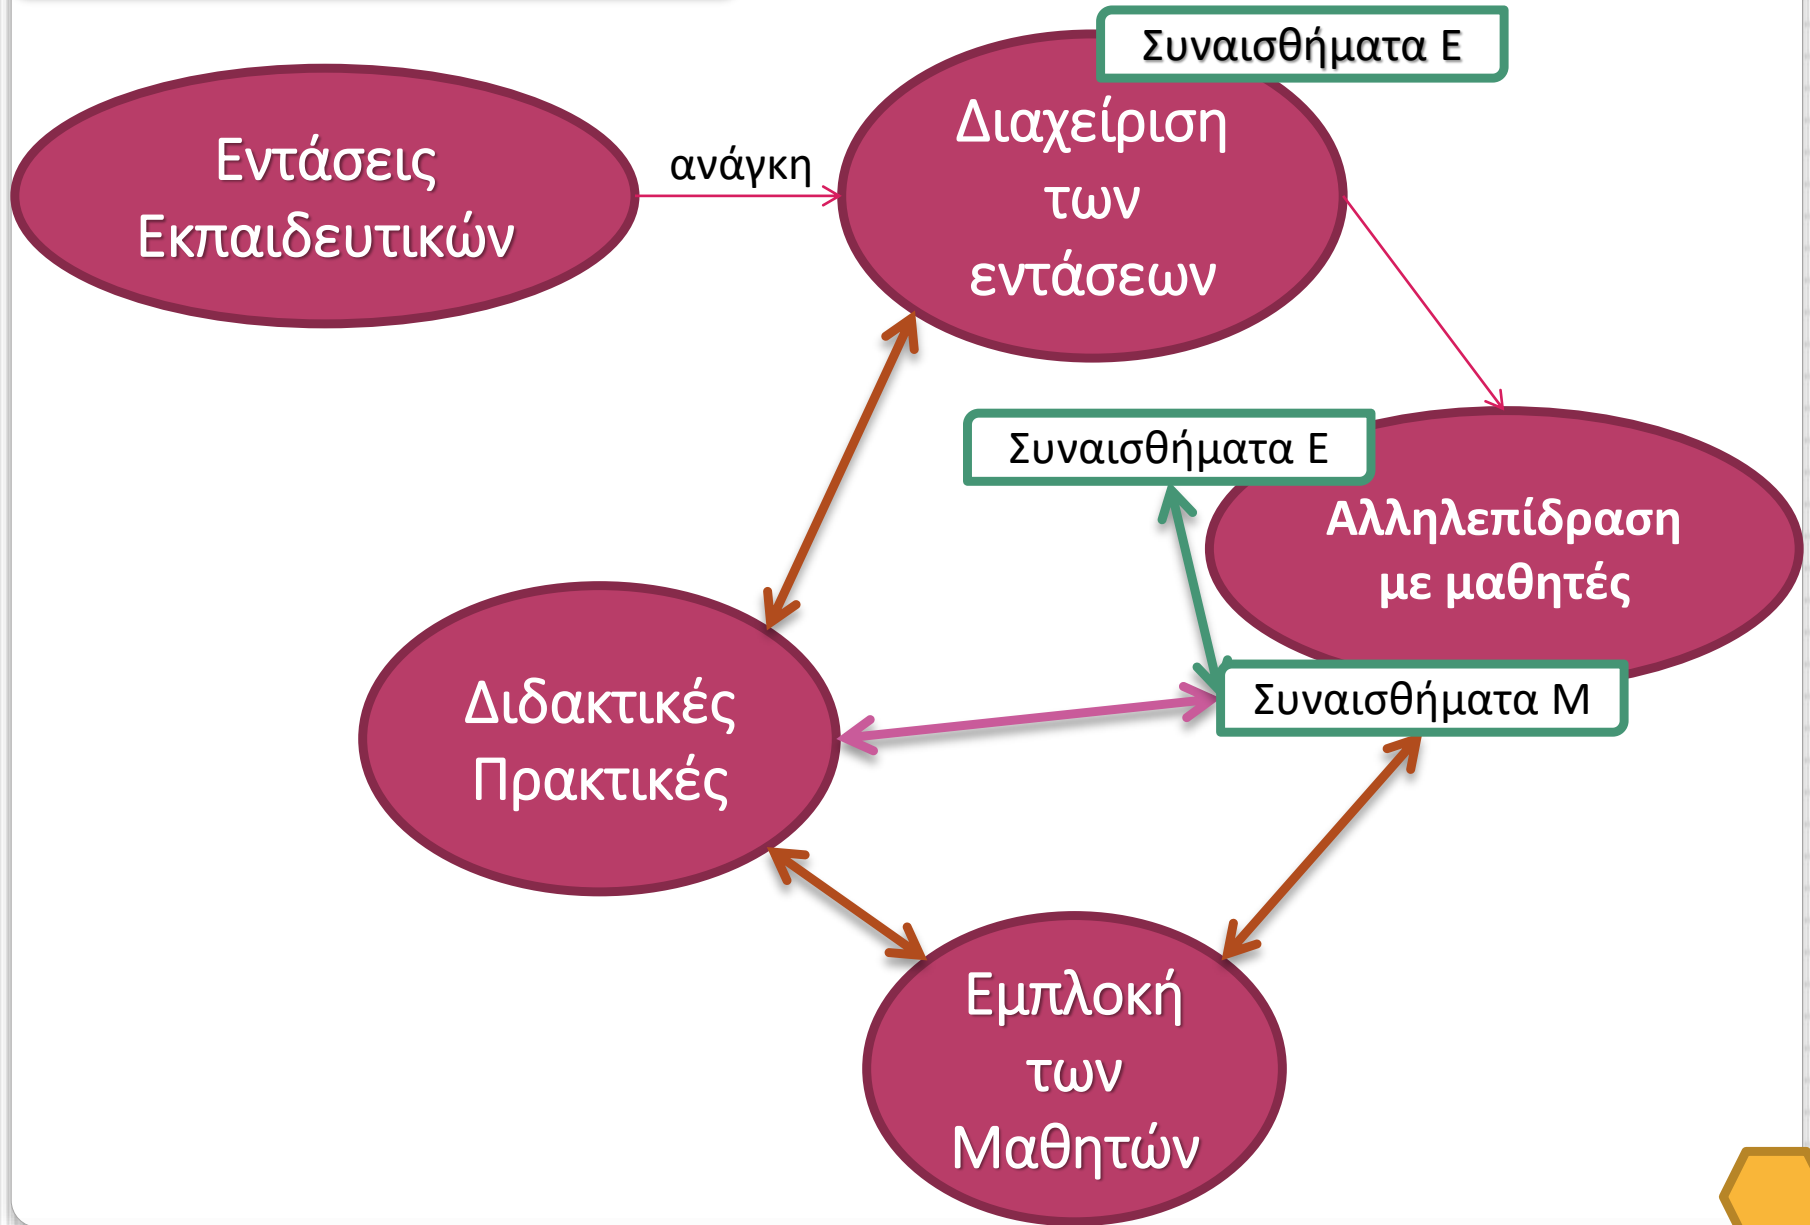 Συναισθήματα Ε
Εντάσεις
Εκπαιδευτικών
ανάγκη
Διαχείριση
των
εντάσεων
Συναισθήματα Ε
Αλληλεπίδραση
με μαθητές
Συναισθήματα Μ
Διδακτικές
Πρακτικές
Εμπλοκή
των
Μαθητών